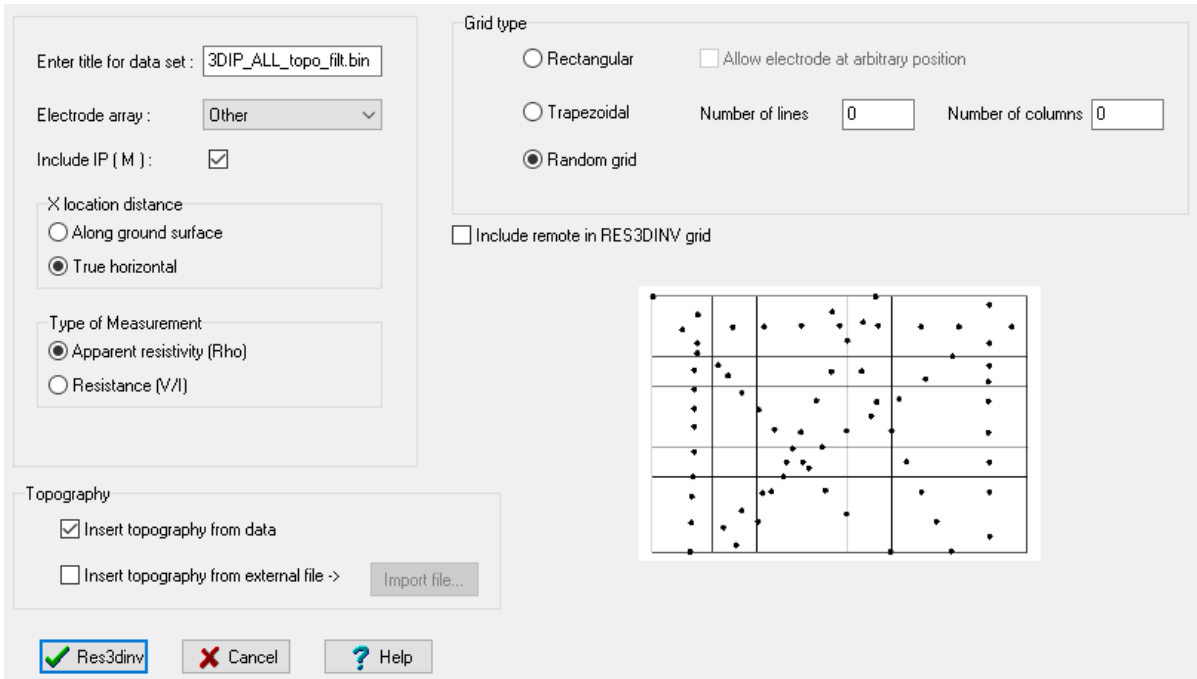 Enter title for data set : 3DIP_ALL_topo_filt.bin
Electrode array : Other
Include IP ( M ) :
X location distance
Along ground surface
True horizontal
Type of Measurement
Apparent resistivity (Rho)
Resistance (V/I)
Grid type
Rectangular Allow electrode at arbitrary position
Trapezoidal Number of lines 0 Number of columns 0
Random grid
Include remote in RES3DINV grid
Topography
Insert topography from data
Insert topography from external file -> Import file...
Res3dinv Cancel Help